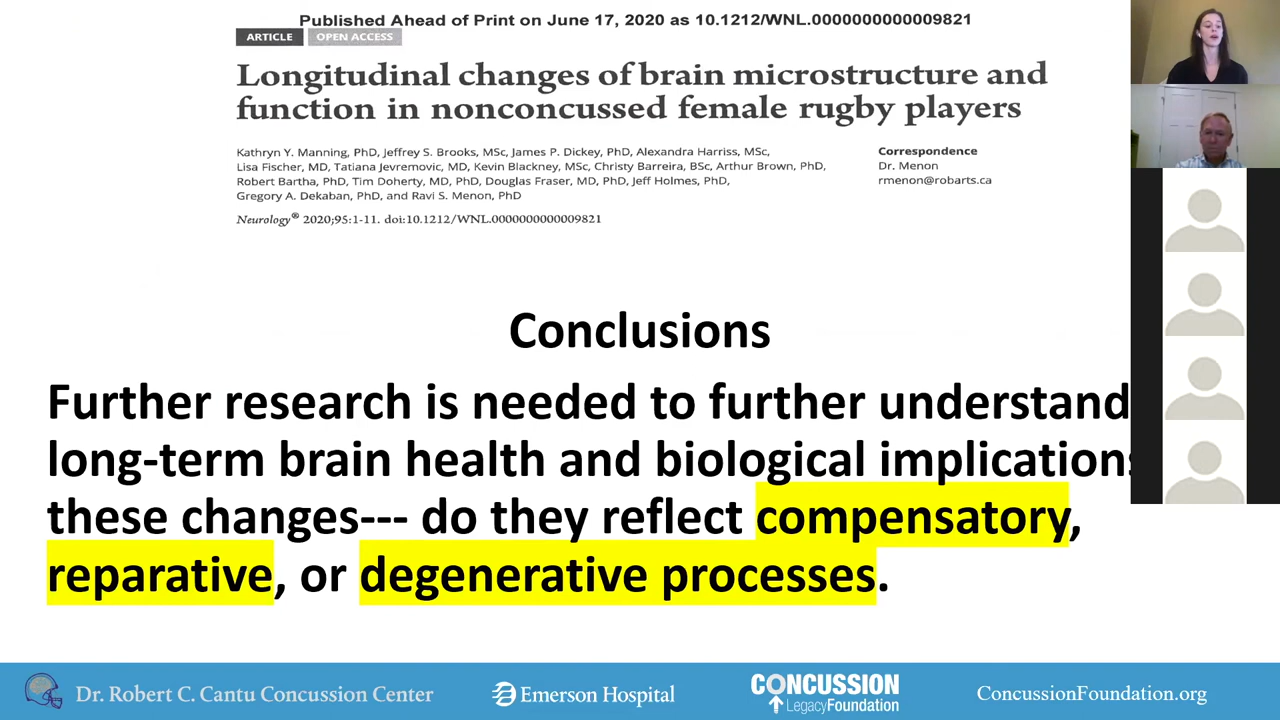 Published Ahead of Print on June 17, 2020 as 10.1212/WNL.0000000000009821
ARTICLE OPEN ACCESS
Longitudinal changes of brain microstructure and
function in nonconcussed female rugby players
Kathryn Y. Manning, PhD, Jeffrey S. Brooks, MSc, James P. Dickey, PhD, Alexandra Harriss, MSc,
Lisa Fischer, MD, Tatiana Jevremovic, MD, Kevin Blackney, MSc, Christy Barreira, BSc, Arthur Brown, PhD,
Robert Bartha, PhD, Tim Doherty, MD, PhD, Douglas Fraser, MD, PhD, Jeff Holmes, PhD,
Gregory A. Dekaban, PhD, and Ravi S. Menon, PhD
Correspondence
Dr. Menon
rmenon@robarts.ca
Neurology® 2020;95:1-11. doi:10.1212/WNL.0000000000009821
Conclusions
Further research is needed to further understand
long-term brain health and biological implications
these changes--- do they reflect compensatory,
reparative, or degenerative processes.
Dr. Robert C. Cantu Concussion Center
Emerson Hospital
CONCUSSION
LegacyFoundation
ConcussionFoundation.org